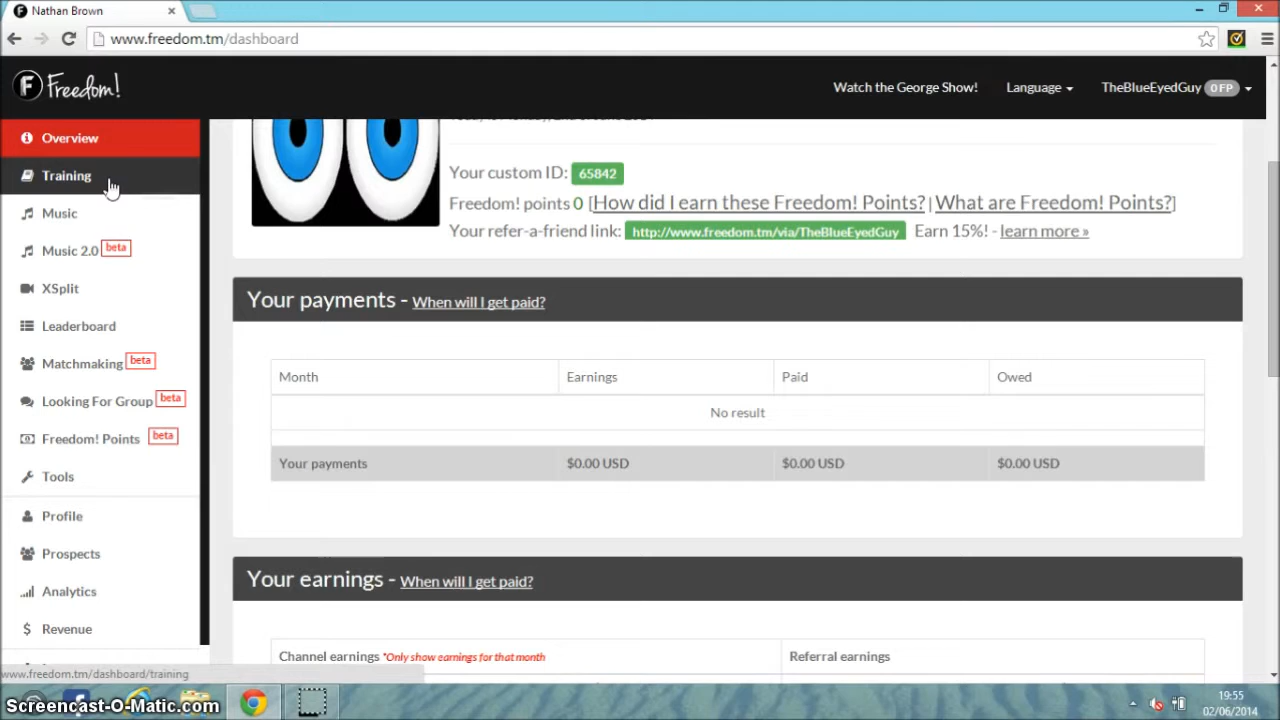 Nathan Brown
www.freedom.tm/dashboard
Freedom!
Watch the George Show!
Language
TheBlueEyedGuy 0FP
Overview
Training
Music
Music 2.0 beta
XSplit
Leaderboard
Matchmaking beta
Looking For Group beta
Freedom! Points beta
Tools
Profile
Prospects
Analytics
Revenue
Your custom ID: 65842
Freedom! points 0 [How did I earn these Freedom! Points? | What are Freedom! Points?]
Your refer-a-friend link: http://www.freedom.tm/via/TheBlueEyedGuy Earn 15%! - learn more »
Your payments - When will I get paid?
Month Earnings Paid Owed
No result
Your payments $0.00 USD $0.00 USD $0.00 USD
Your earnings - When will I get paid?
Channel earnings *Only show earnings for that month Referral earnings
www.freedom.tm/dashboard/training
Screencast-O-Matic.com
19:55
02/06/2014